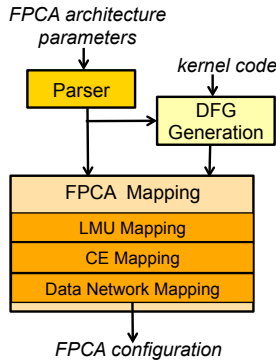 FPCA architecture
parameters
kernel code
Parser
DFG
Generation
FPCA Mapping
LMU Mapping
CE Mapping
Data Network Mapping
FPCA configuration